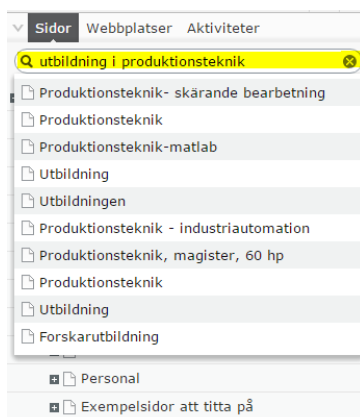 Sidor Webbplatser Aktiviteter
utbildning i produktionsteknik
Produktionsteknik- skärande bearbetning
Produktionsteknik
Produktionsteknik-matlab
Utbildning
Utbildningen
Produktionsteknik - industriautomation
Produktionsteknik, magister, 60 hp
Produktionsteknik
Utbildning
Forskarutbildning
Personal
Exempelsidor att titta på